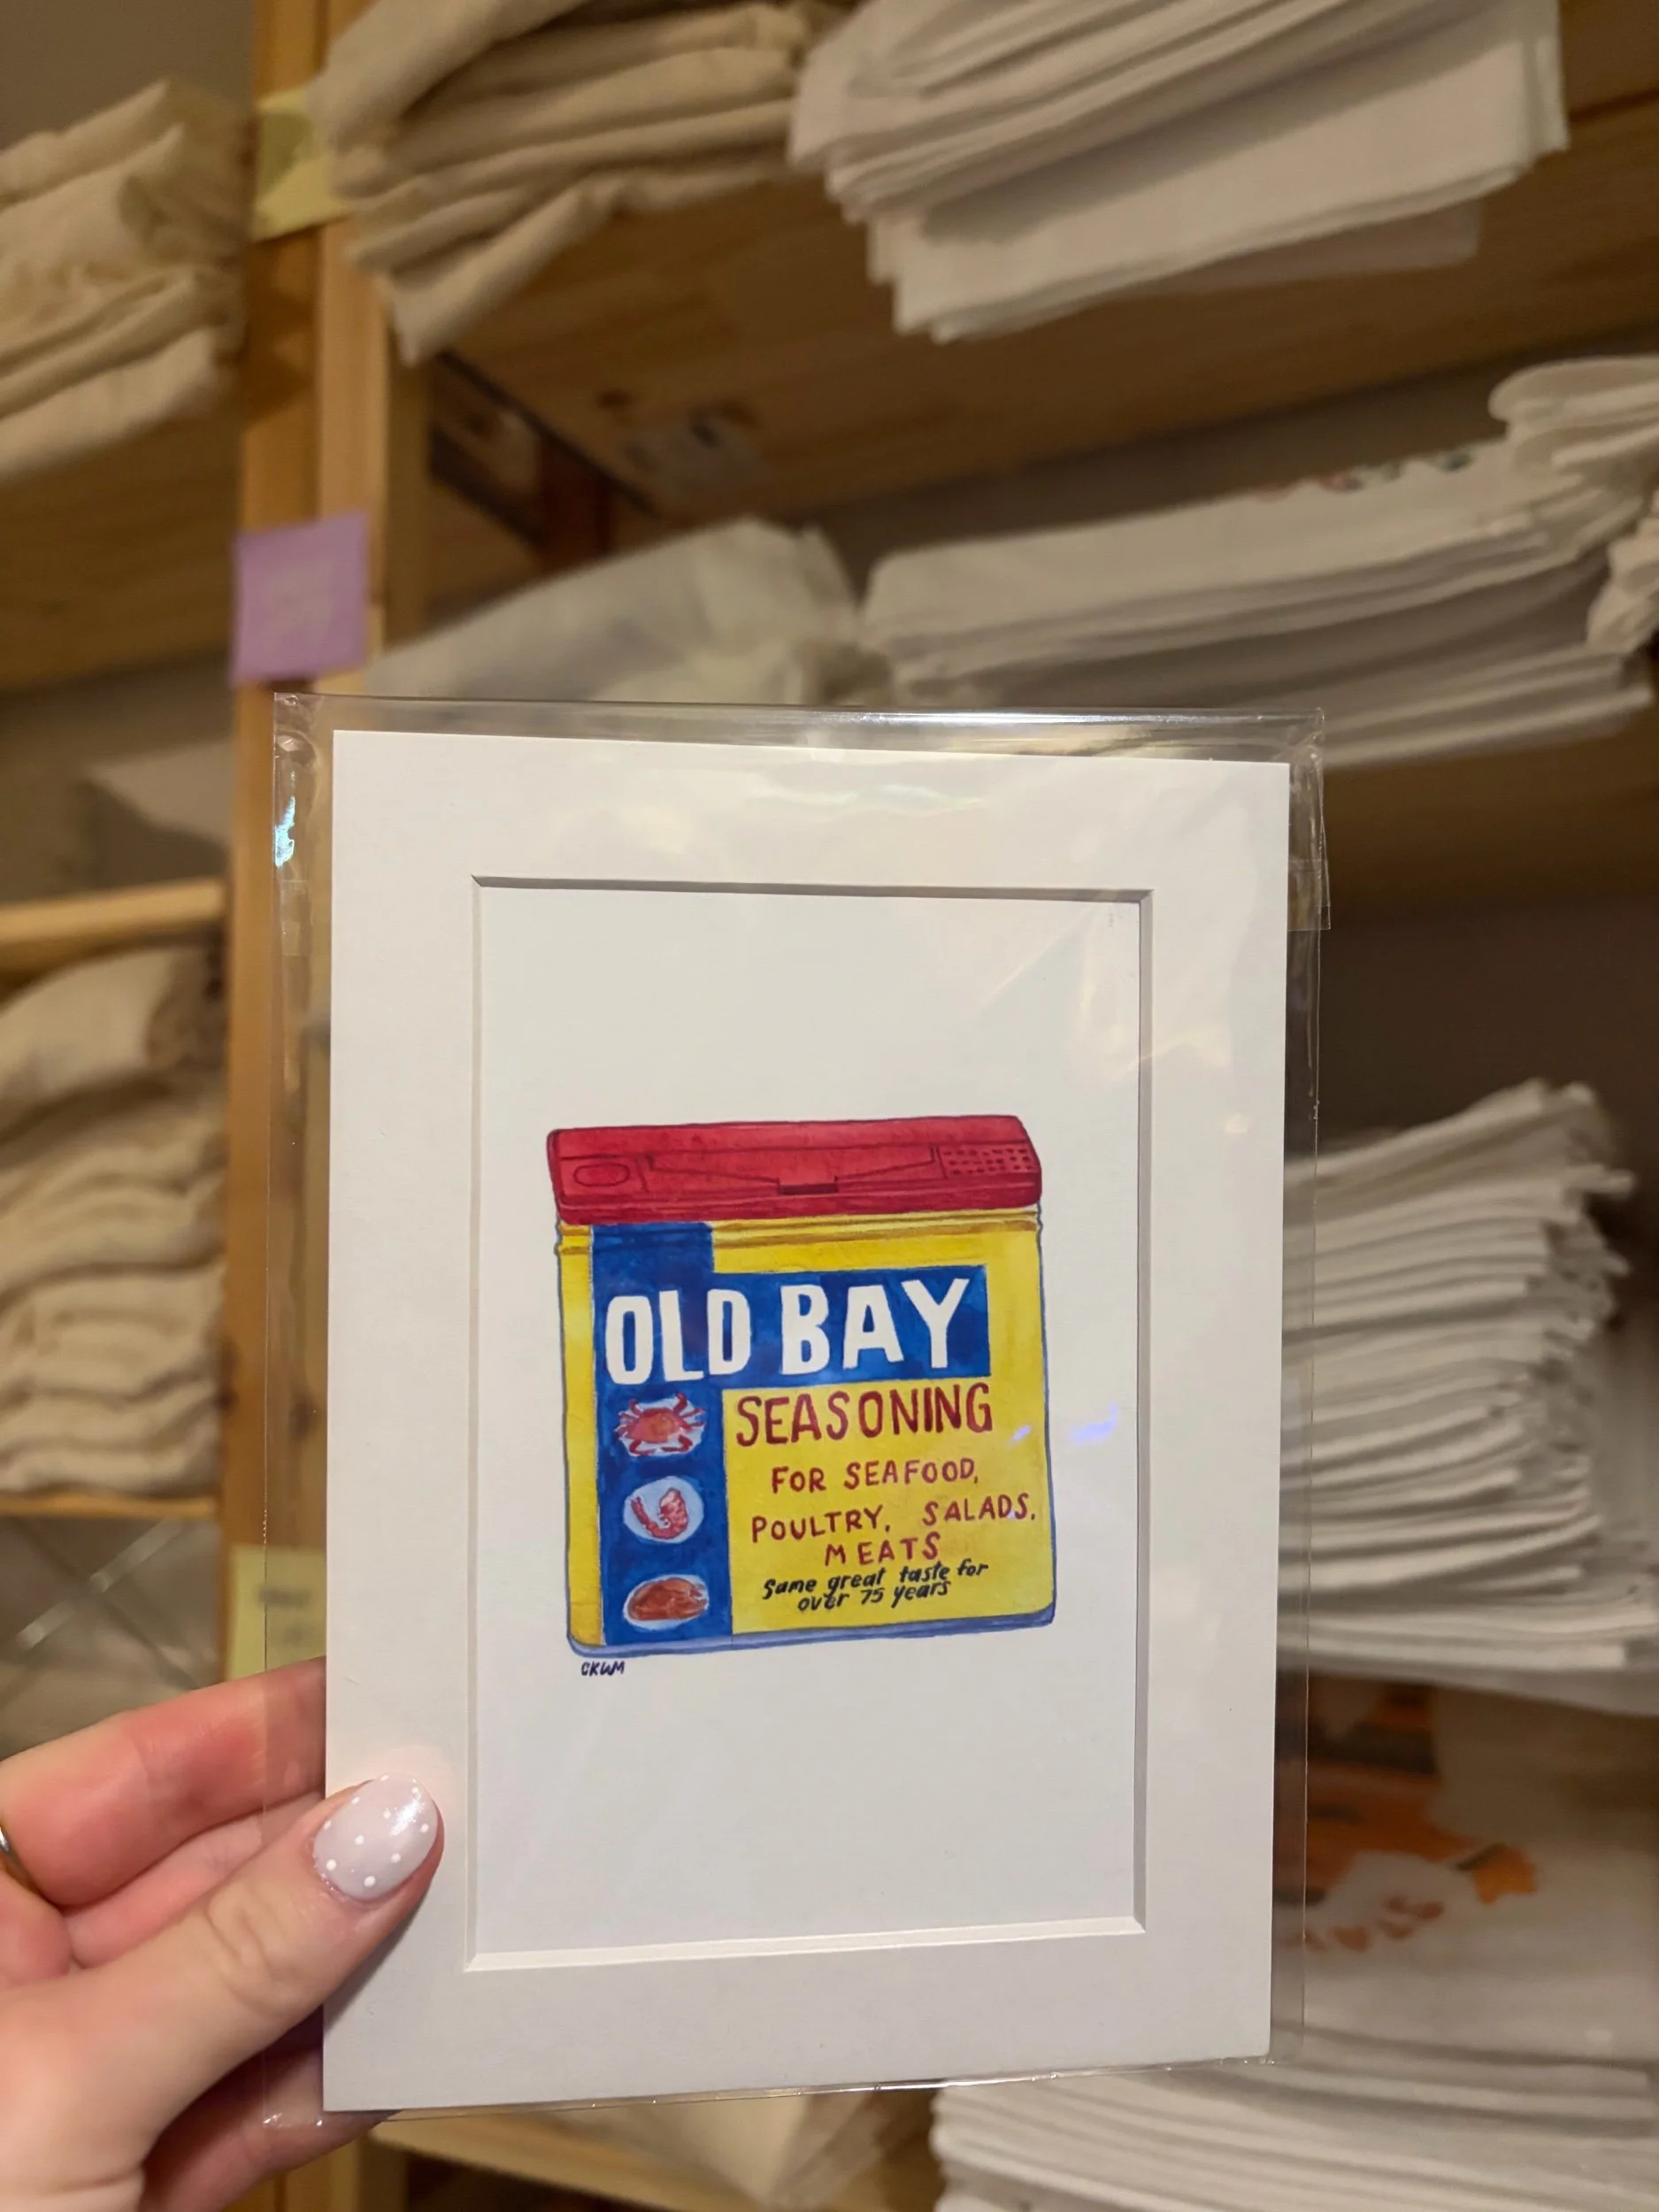 OLD BAY
SEASONING
FOR SEAFOOD,
POULTRY, SALADS,
MEATS
Same great taste for
over 75 years
CKWM